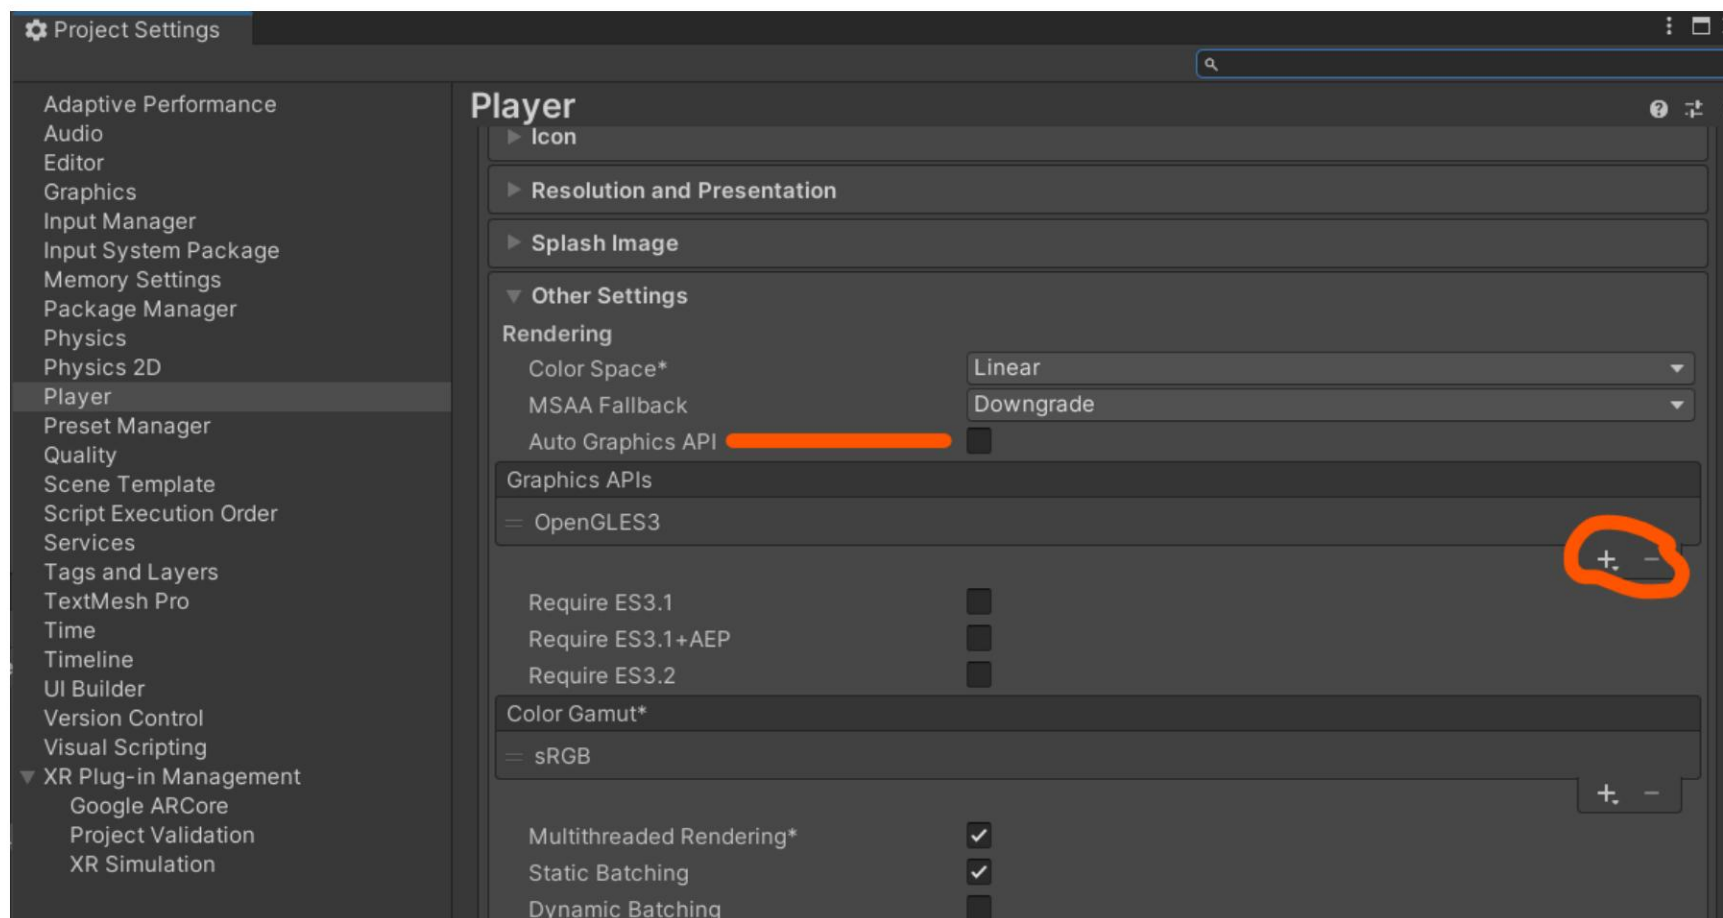 Project Settings
Adaptive Performance
Audio
Editor
Graphics
Input Manager
Input System Package
Memory Settings
Package Manager
Physics
Physics 2D
Player
Preset Manager
Quality
Scene Template
Script Execution Order
Services
Tags and Layers
TextMesh Pro
Time
Timeline
UI Builder
Version Control
Visual Scripting
XR Plug-in Management
Google ARCore
Project Validation
XR Simulation
Player
Icon
Resolution and Presentation
Splash Image
Other Settings
Rendering
Color Space* Linear
MSAA Fallback Downgrade
Auto Graphics API
Graphics APIs
OpenGLES3
Require ES3.1
Require ES3.1+AEP
Require ES3.2
Color Gamut*
sRGB
Multithreaded Rendering*
Static Batching
Dynamic Batching